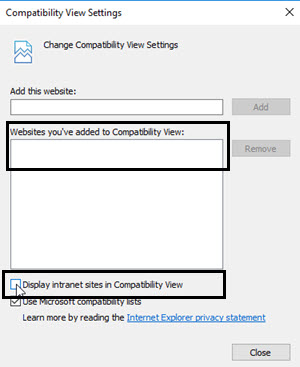 Compatibility View Settings
Change Compatibility View Settings
Add this website:
Add
Websites you've added to Compatibility View:
Remove
Display intranet sites in Compatibility View
Use Microsoft compatibility lists
Learn more by reading the Internet Explorer privacy statement
Close